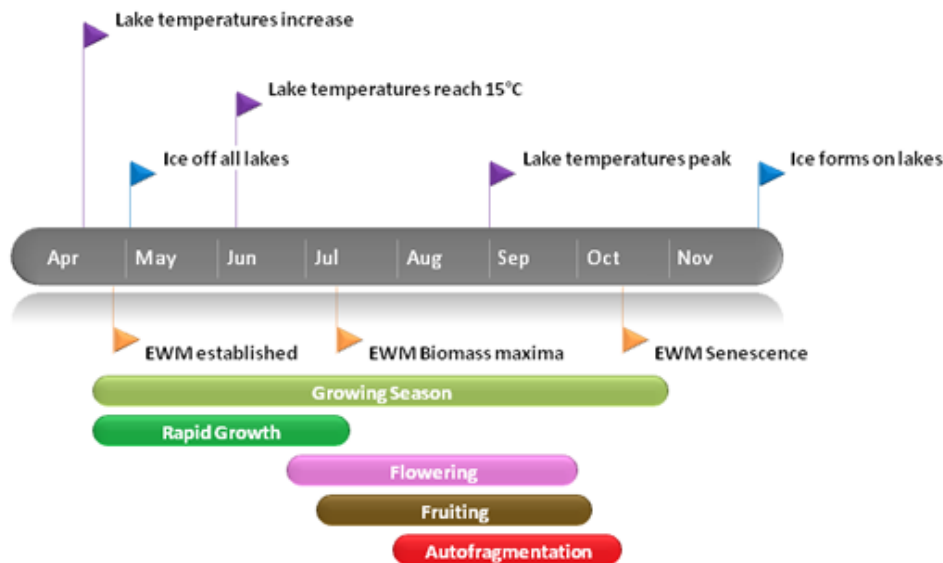 Lake temperatures increase
Lake temperatures reach 15°C
Ice off all lakes
Lake temperatures peak
Ice forms on lakes
Apr May Jun Jul Aug Sep Oct Nov
EWM established
EWM Biomass maxima
EWM Senescence
Growing Season
Rapid Growth
Flowering
Fruiting
Autofragmentation